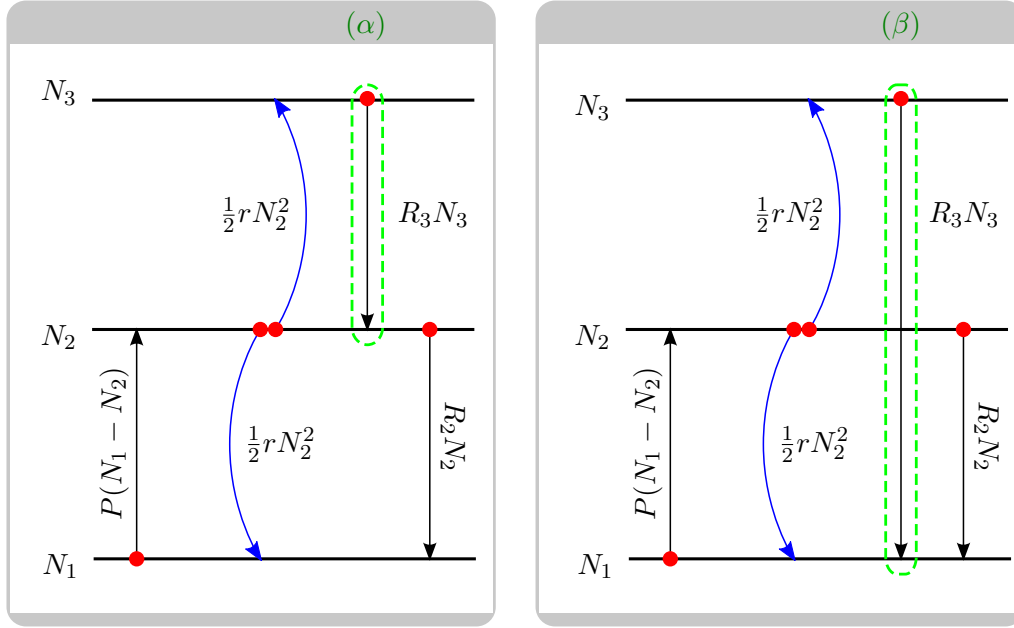 (α)
N₃
½rN₂²
R₃N₃
N₂
P(N₁ − N₂)
½rN₂²
R₂N₂
N₁
(β)
N₃
½rN₂²
R₃N₃
N₂
P(N₁ − N₂)
½rN₂²
R₂N₂
N₁